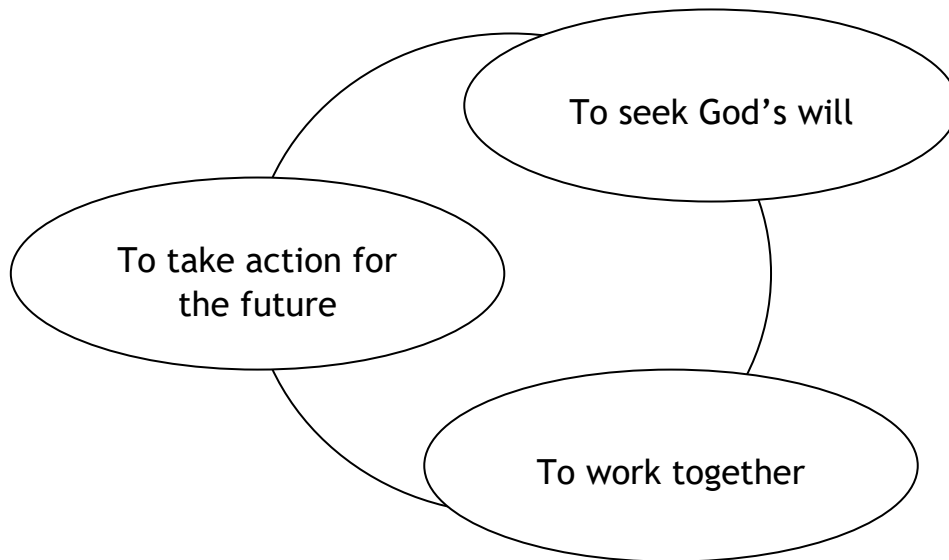 To seek God’s will
To take action for
the future
To work together